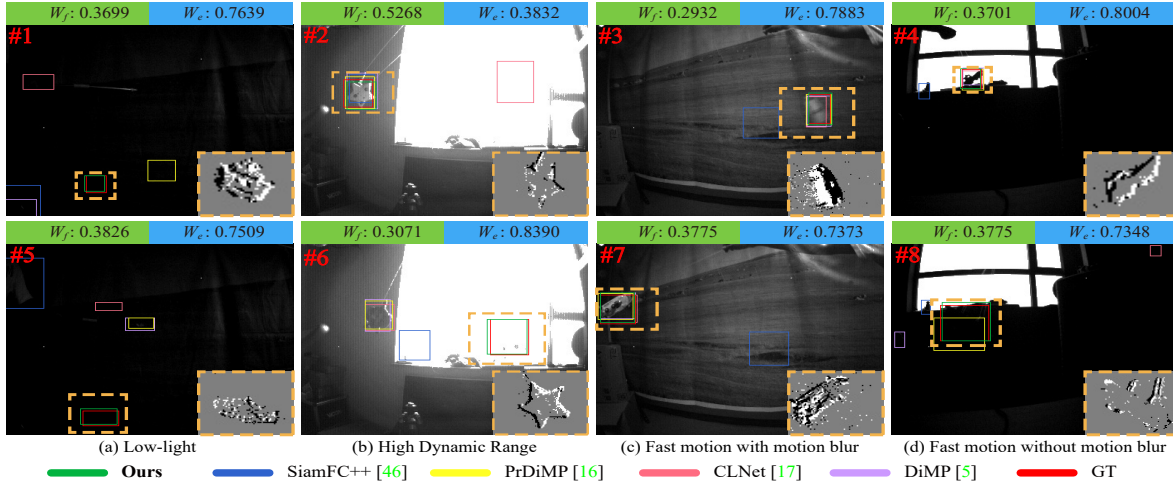 W_f: 0.3699 W_e: 0.7639 W_f: 0.5268 W_e: 0.3832 W_f: 0.2932 W_e: 0.7883 W_f: 0.3701 W_e: 0.8004
#1 #2 #3 #4
W_f: 0.3826 W_e: 0.7509 W_f: 0.3071 W_e: 0.8390 W_f: 0.3775 W_e: 0.7373 W_f: 0.3775 W_e: 0.7348
#5 #6 #7 #8
(a) Low-light (b) High Dynamic Range (c) Fast motion with motion blur (d) Fast motion without motion blur
Ours SiamFC++ [46] PrDiMP [16] CLNet [17] DiMP [5] GT